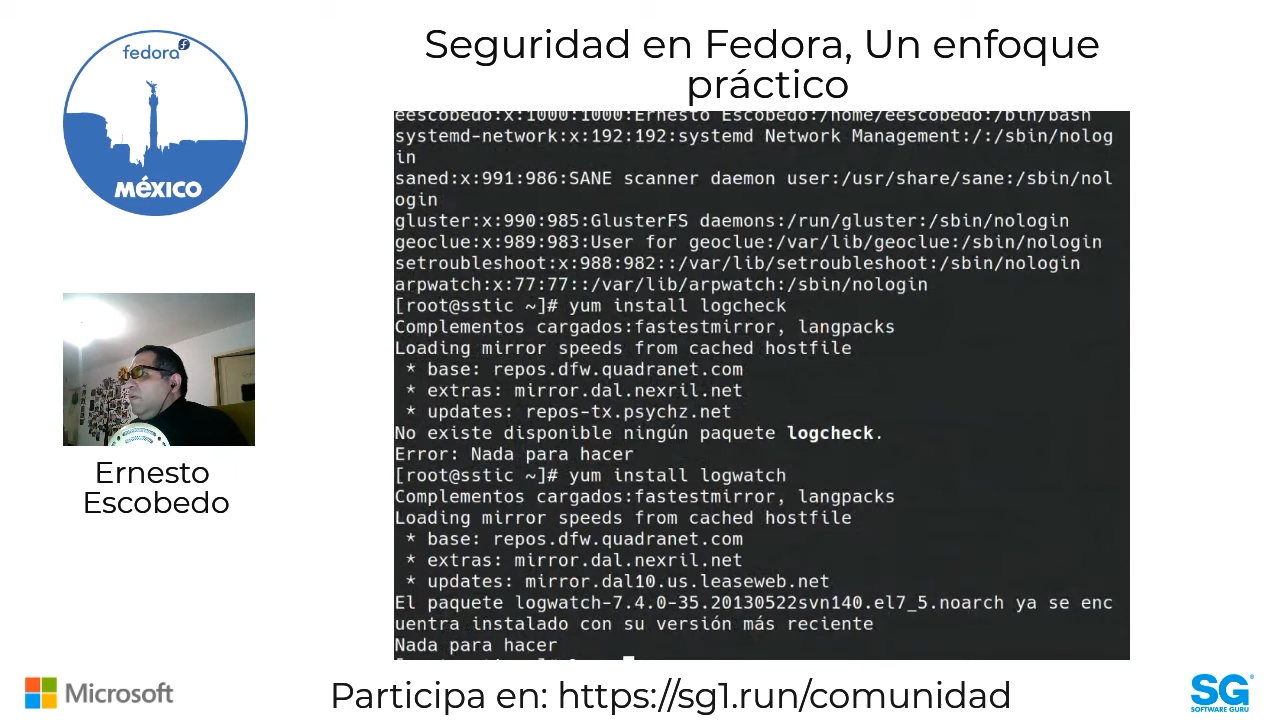 fedora
MÉXICO
Seguridad en Fedora, Un enfoque
práctico
eescobedo:x:1000:1000:Ernesto Escobedo:/home/eescobedo:/bin/bash
systemd-network:x:192:192:systemd Network Management:/:/sbin/nolog
in
saned:x:991:986:SANE scanner daemon user:/usr/share/sane:/sbin/nol
ogin
gluster:x:990:985:GlusterFS daemons:/run/gluster:/sbin/nologin
geoclue:x:989:983:User for geoclue:/var/lib/geoclue:/sbin/nologin
setroubleshoot:x:988:982::/var/lib/setroubleshoot:/sbin/nologin
arpwatch:x:77:77::/var/lib/arpwatch:/sbin/nologin
[root@sstic ~]# yum install logcheck
Complementos cargados:fastestmirror, langpacks
Loading mirror speeds from cached hostfile
* base: repos.dfw.quadranet.com
* extras: mirror.dal.nexril.net
* updates: repos-tx.psychz.net
No existe disponible ningún paquete logcheck.
Error: Nada para hacer
[root@sstic ~]# yum install logwatch
Complementos cargados:fastestmirror, langpacks
Loading mirror speeds from cached hostfile
* base: repos.dfw.quadranet.com
* extras: mirror.dal.nexril.net
* updates: mirror.dal10.us.leaseweb.net
El paquete logwatch-7.4.0-35.20130522svn140.el7_5.noarch ya se enc
uentra instalado con su versión más reciente
Nada para hacer
Ernesto
Escobedo
Microsoft
Participa en: https://sg1.run/comunidad
SG
SOFTWARE GURU